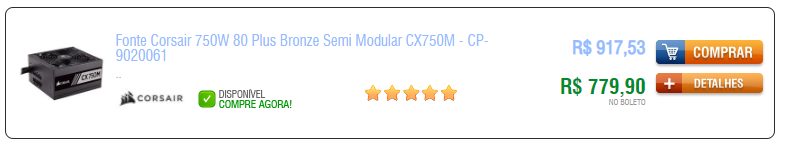 Fonte Corsair 750W 80 Plus Bronze Semi Modular CX750M - CP-
9020061
...
CX750M
CORSAIR
DISPONÍVEL
COMPRE AGORA!
R$ 917,53
R$ 779,90
NO BOLETO
COMPRAR
DETALHES